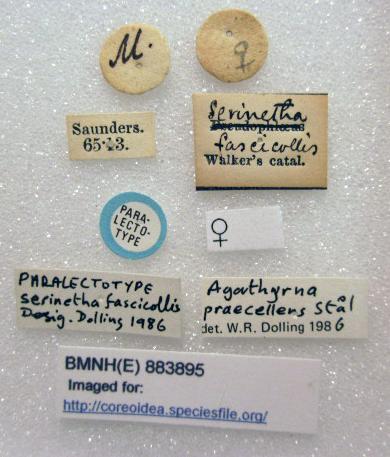 M.
♀
Saunders.
65·13.
Serinetha
fascicollis
Walker's catal.
PARA-
LECTO-
TYPE
♀
PARALECTOTYPE
serinetha fascicollis
Desig. Dolling 1986
Agathyrna
praecellens Stål
det. W.R. Dolling 1986
BMNH(E) 883895
Imaged for:
http://coreoidea.speciesfile.org/